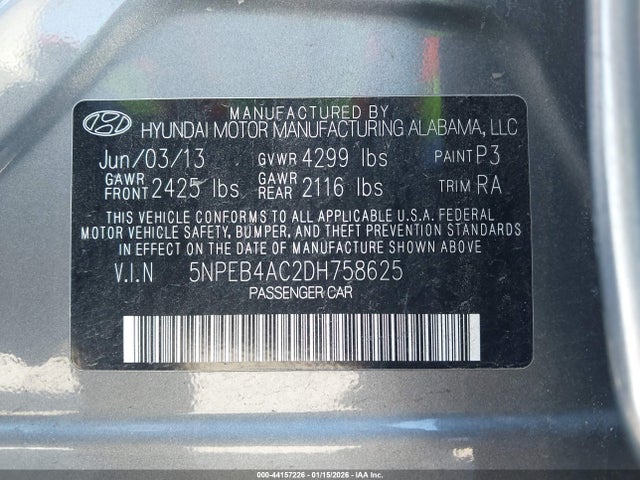 MANUFACTURED BY
HYUNDAI MOTOR MANUFACTURING ALABAMA, LLC
Jun/03/13 GVWR 4299 lbs PAINT P3
GAWR FRONT 2425 lbs GAWR REAR 2116 lbs TRIM RA
THIS VEHICLE CONFORMS TO ALL APPLICABLE U.S.A. FEDERAL
MOTOR VEHICLE SAFETY, BUMPER, AND THEFT PREVENTION STANDARDS
IN EFFECT ON THE DATE OF MANUFACTURE SHOWN ABOVE
V.I.N 5NPEB4AC2DH758625
PASSENGER CAR
000-44157226 - 01/15/2026 - IAA Inc.